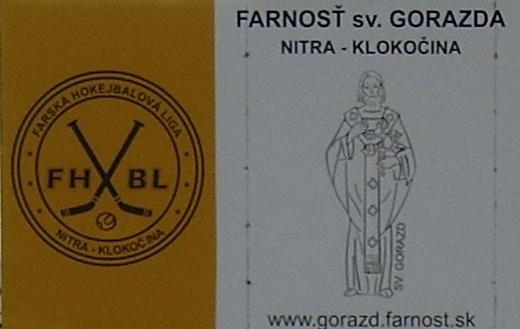 FARSKÁ HOKEJBALOVÁ LIGA
FH BL
NITRA - KLOKOČINA
FARNOSŤ sv. GORAZDA
NITRA - KLOKOČINA
SV. GORAZD
www.gorazd.farnost.sk